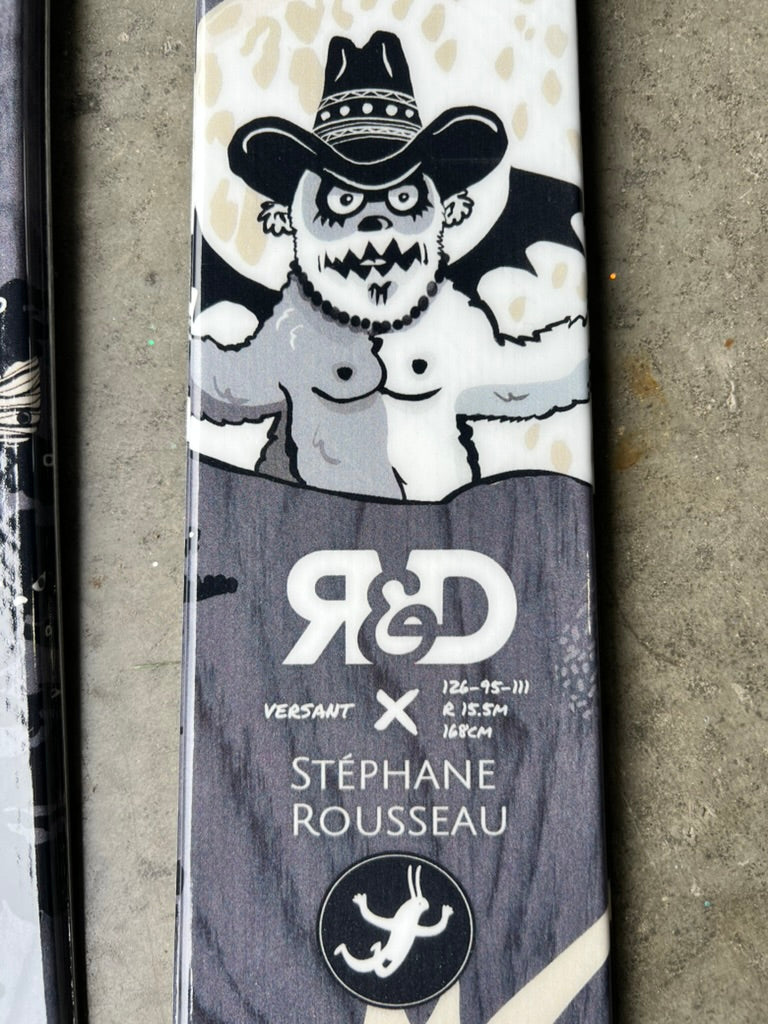 R&D
VERSANT X
126-95-111
R 15.5M
168CM
STÉPHANE
ROUSSEAU